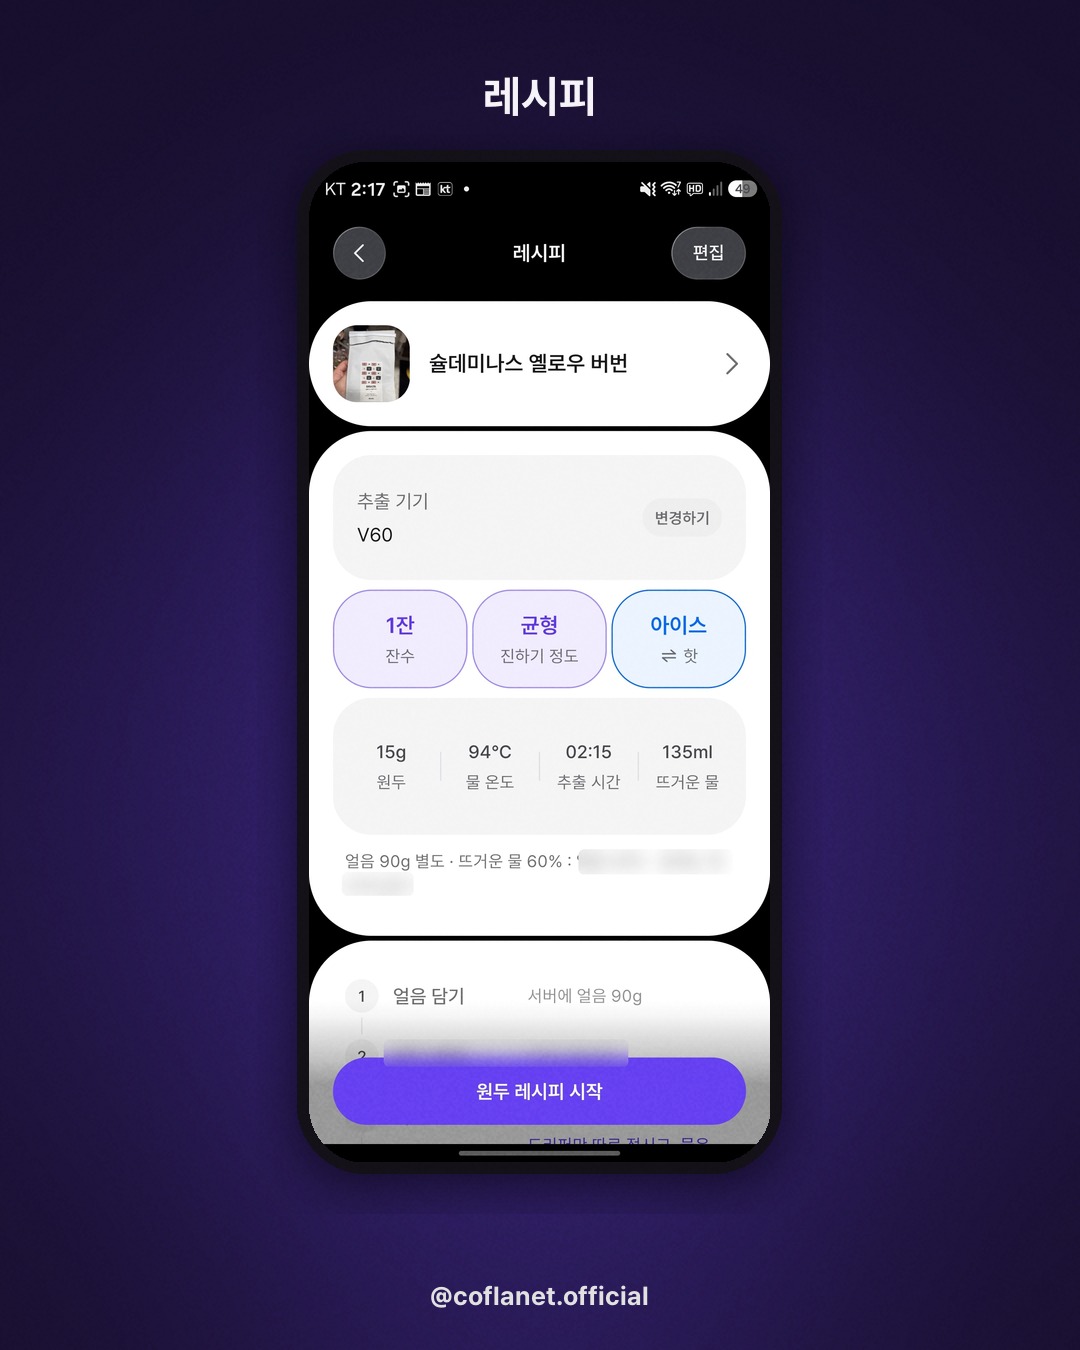 레시피
KT 2:17 kt HD 49
레시피
편집
슐데미나스 옐로우 버번
추출 기기
V60
변경하기
1잔
잔수
균형
진하기 정도
아이스
⇌ 핫
15g
원두
94°C
물 온도
02:15
추출 시간
135ml
뜨거운 물
얼음 90g 별도 · 뜨거운 물 60% :
1
얼음 담기
서버에 얼음 90g
2
원두 레시피 시작
@coflanet.official